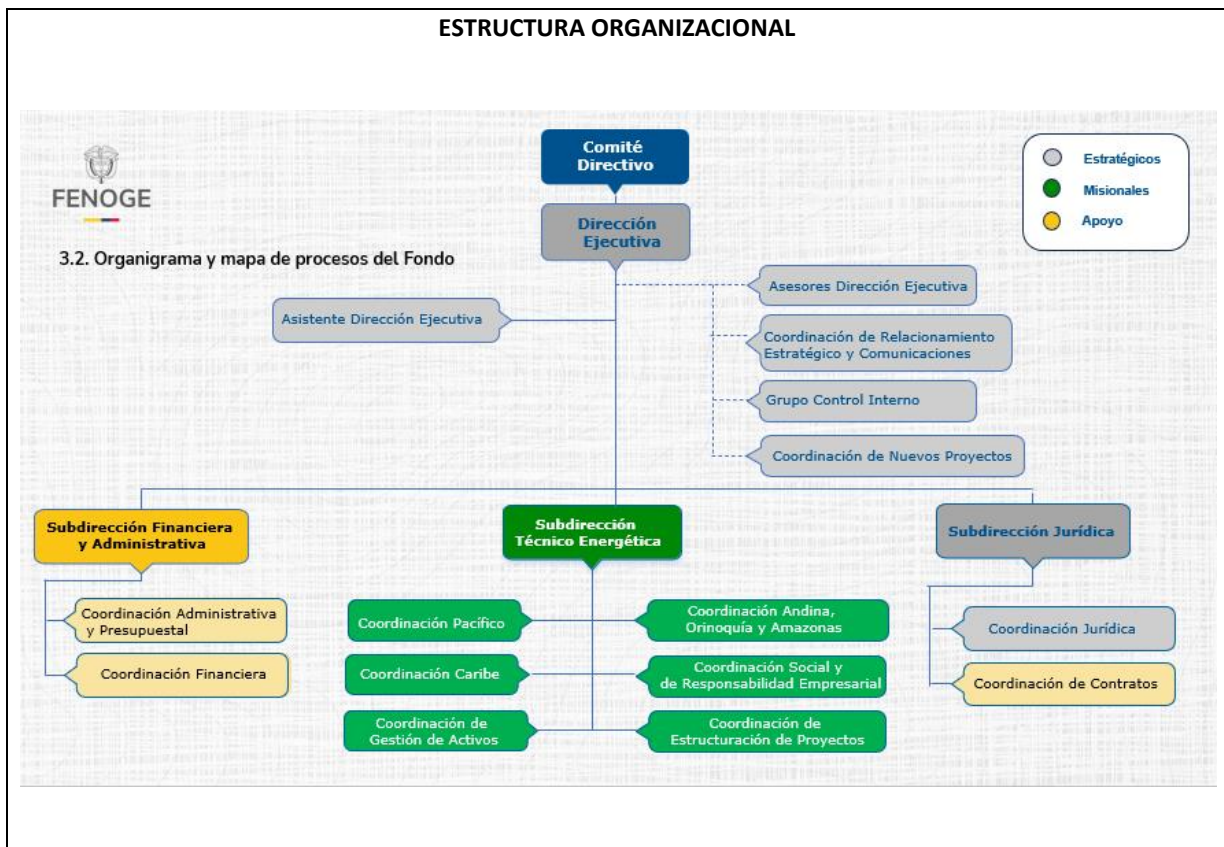 ESTRUCTURA ORGANIZACIONAL
FENOGE
3.2. Organigrama y mapa de procesos del Fondo
Comité
Directivo
Dirección
Ejecutiva
Estratégicos
Misionales
Apoyo
Asistente Dirección Ejecutiva
Asesores Dirección Ejecutiva
Coordinación de Relacionamiento
Estratégico y Comunicaciones
Grupo Control Interno
Coordinación de Nuevos Proyectos
Subdirección Financiera
y Administrativa
Coordinación Administrativa
y Presupuestal
Coordinación Financiera
Subdirección
Técnico Energética
Coordinación Pacífico
Coordinación Andina,
Orinoquía y Amazonas
Coordinación Caribe
Coordinación Social y
de Responsabilidad Empresarial
Coordinación de
Gestión de Activos
Coordinación de
Estructuración de Proyectos
Subdirección Jurídica
Coordinación Jurídica
Coordinación de Contratos